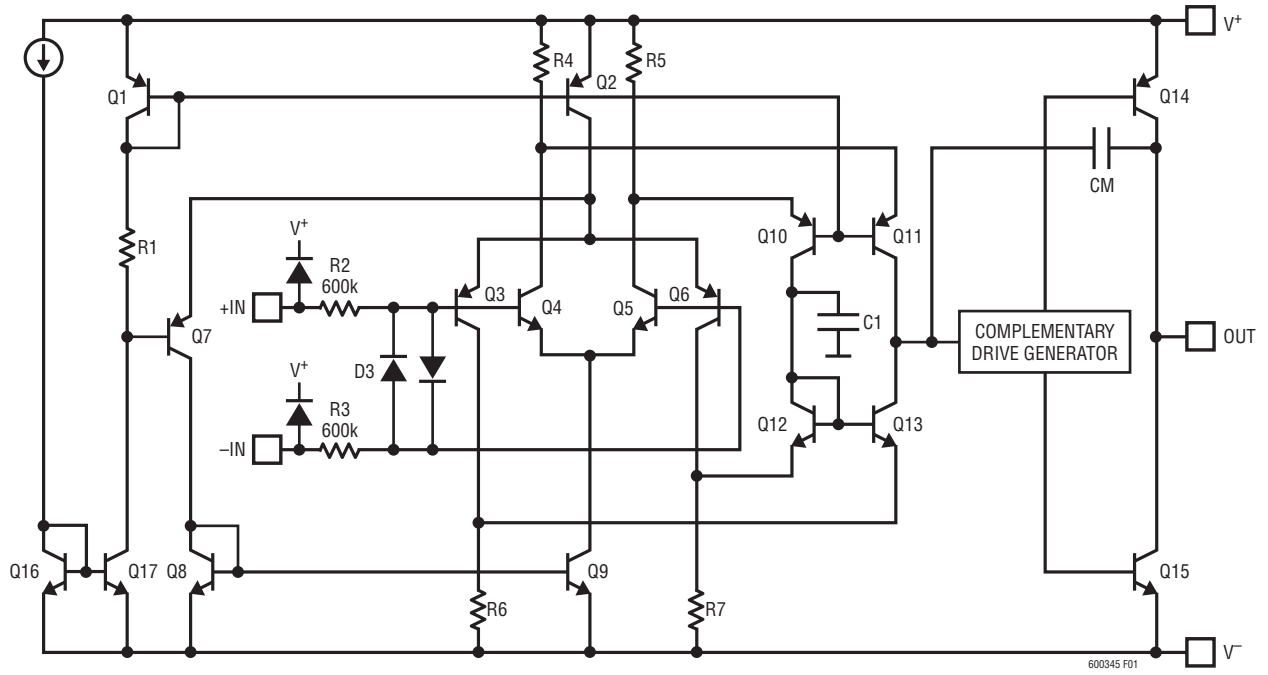 V+
R4
Q2
R5
Q1
Q14
CM
V+
R2
600k
Q10
Q11
R1
+IN
Q3
Q4
Q5
Q6
C1
Q7
COMPLEMENTARY
DRIVE GENERATOR
OUT
D3
V+
R3
600k
–IN
Q12
Q13
Q16
Q17
Q8
Q9
Q15
R6
R7
V–
600345 F01